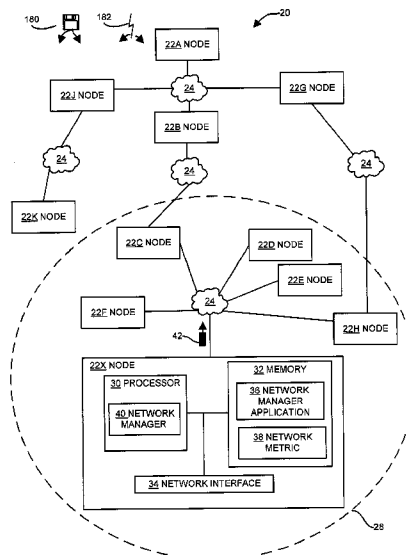 180
182
20
22A NODE
22J NODE
24
22G NODE
22B NODE
24
24
24
22K NODE
22C NODE
22D NODE
22E NODE
24
22F NODE
22H NODE
42
22X NODE
30 PROCESSOR
32 MEMORY
40 NETWORK
MANAGER
36 NETWORK
MANAGER
APPLICATION
38 NETWORK
METRIC
34 NETWORK INTERFACE
28